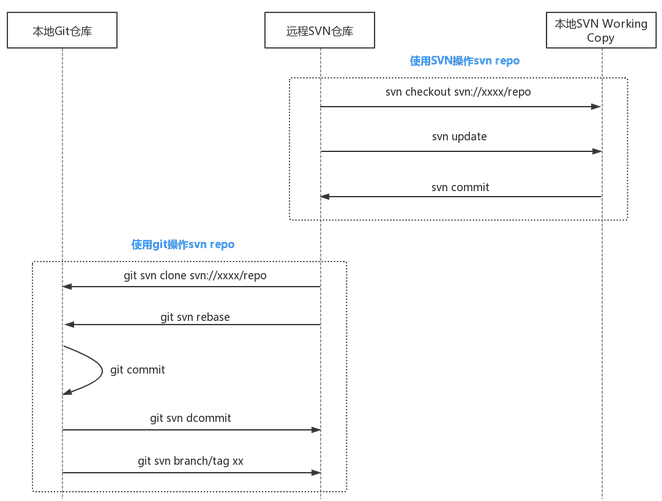 本地Git仓库
远程SVN仓库
本地SVN Working
Copy
使用SVN操作svn repo
svn checkout svn://xxxx/repo
svn update
svn commit
使用git操作svn repo
git svn clone svn://xxxx/repo
git svn rebase
git commit
git svn dcommit
git svn branch/tag xx